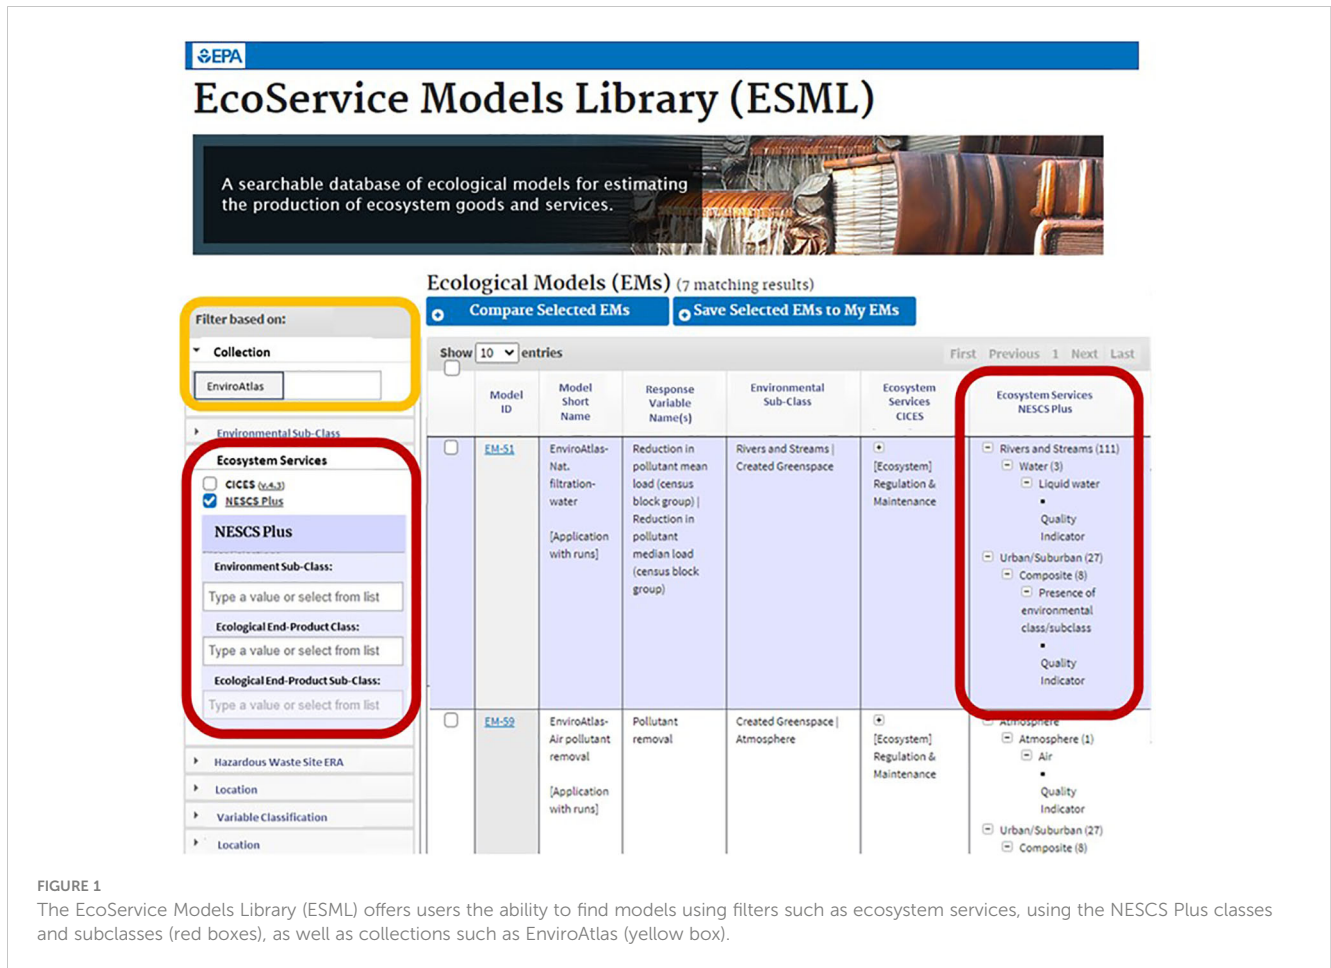 EPA
EcoService Models Library (ESML)
A searchable database of ecological models for estimating
the production of ecosystem goods and services.
Ecological Models (EMs) (7 matching results)
Compare Selected EMs
Save Selected EMs to My EMs
Filter based on:
Collection
EnviroAtlas
Environmental Sub-Class
Ecosystem Services
CICES (v.4.3)
NESCS Plus
NESCS Plus
Environment Sub-Class:
Type a value or select from list
Ecological End-Product Class:
Type a value or select from list
Ecological End-Product Sub-Class:
Type a value or select from list
Hazardous Waste Site ERA
Location
Variable Classification
Location
Show 10 entries
First Previous 1 Next Last
Model
ID
Model
Short
Name
Response
Variable
Name(s)
Environmental
Sub-Class
Ecosystem
Services
CICES
Ecosystem Services
NESCS Plus
EM-51
EnviroAtlas-
Nat.
filtration-
water
[Application
with runs]
Reduction in
pollutant mean
load (census
block group) |
Reduction in
pollutant
median load
(census block
group)
Rivers and Streams |
Created Greenspace
[Ecosystem]
Regulation &
Maintenance
Rivers and Streams (111)
Water (3)
Liquid water
Quality
Indicator
Urban/Suburban (27)
Composite (8)
Presence of
environmental
class/subclass
Quality
Indicator
EM-59
EnviroAtlas-
Air pollutant
removal
[Application
with runs]
Pollutant
removal
Created Greenspace |
Atmosphere
[Ecosystem]
Regulation &
Maintenance
Atmosphere
Atmosphere (1)
Air
Quality
Indicator
Urban/Suburban (27)
Composite (8)
FIGURE 1
The EcoService Models Library (ESML) offers users the ability to find models using filters such as ecosystem services, using the NESCS Plus classes
and subclasses (red boxes), as well as collections such as EnviroAtlas (yellow box).